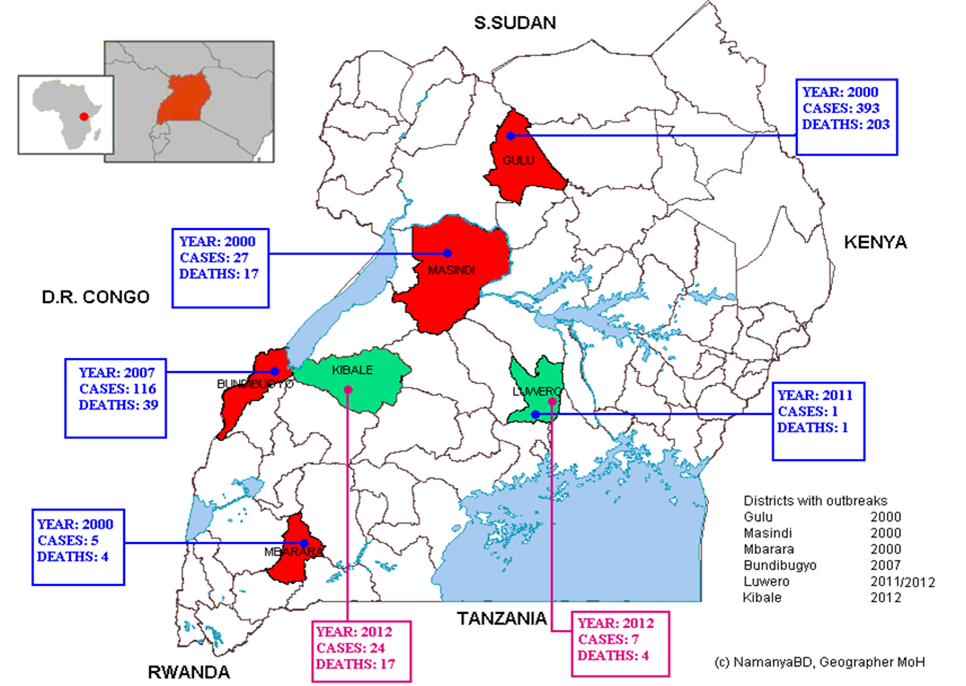 S.SUDAN
YEAR: 2000
CASES: 393
DEATHS: 203
GULU
YEAR: 2000
CASES: 27
DEATHS: 17
KENYA
MASINDI
D.R. CONGO
YEAR: 2007
CASES: 116
DEATHS: 39
BUNDIBUGYO
KIBALE
LUWERO
YEAR: 2011
CASES: 1
DEATHS: 1
YEAR: 2000
CASES: 5
DEATHS: 4
MBARARA
Districts with outbreaks
Gulu 2000
Masindi 2000
Mbarara 2000
Bundibugyo 2007
Luwero 2011/2012
Kibale 2012
TANZANIA
YEAR: 2012
CASES: 24
DEATHS: 17
YEAR: 2012
CASES: 7
DEATHS: 4
RWANDA
(c) NamanyaBD, Geographer MoH